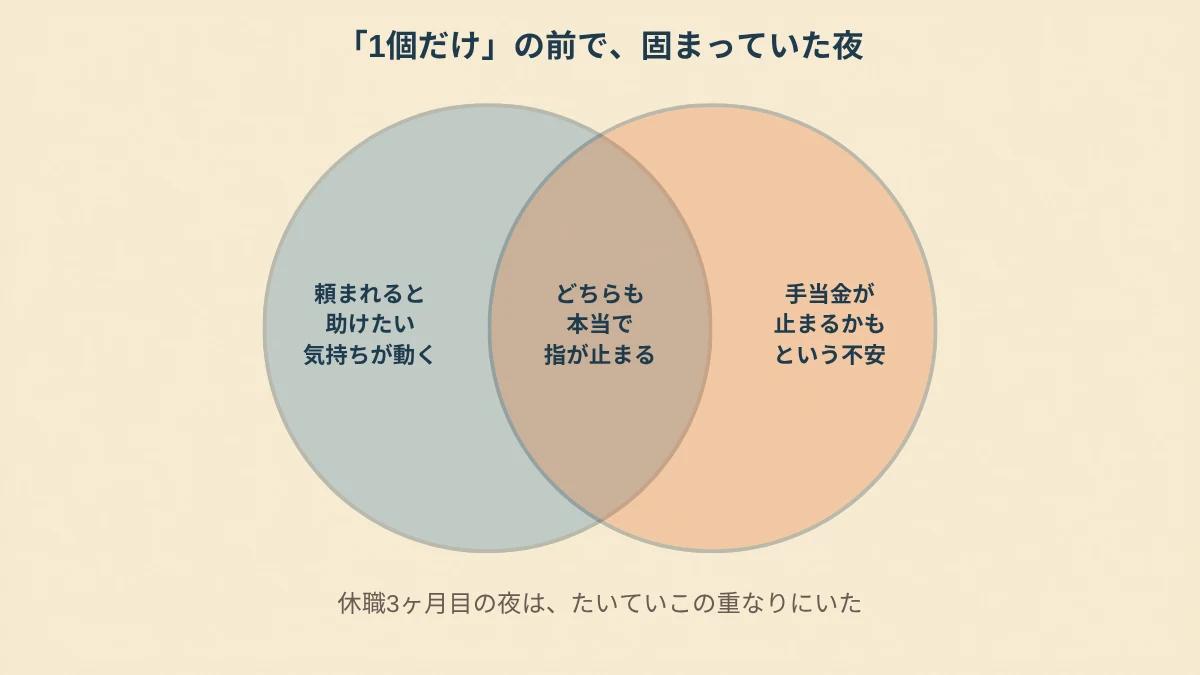 「1個だけ」の前で、固まっていた夜
頼まれると
助けたい
気持ちが動く
どちらも
本当で
指が止まる
手当金が
止まるかも
という不安
休職3ヶ月目の夜は、たいていこの重なりにいた